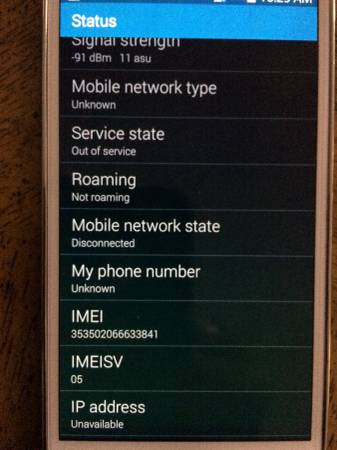 Status
Signal strength
-91 dBm 11 asu
Mobile network type
Unknown
Service state
Out of service
Roaming
Not roaming
Mobile network state
Disconnected
My phone number
Unknown
IMEI
353502066633841
IMEISV
05
IP address
Unavailable